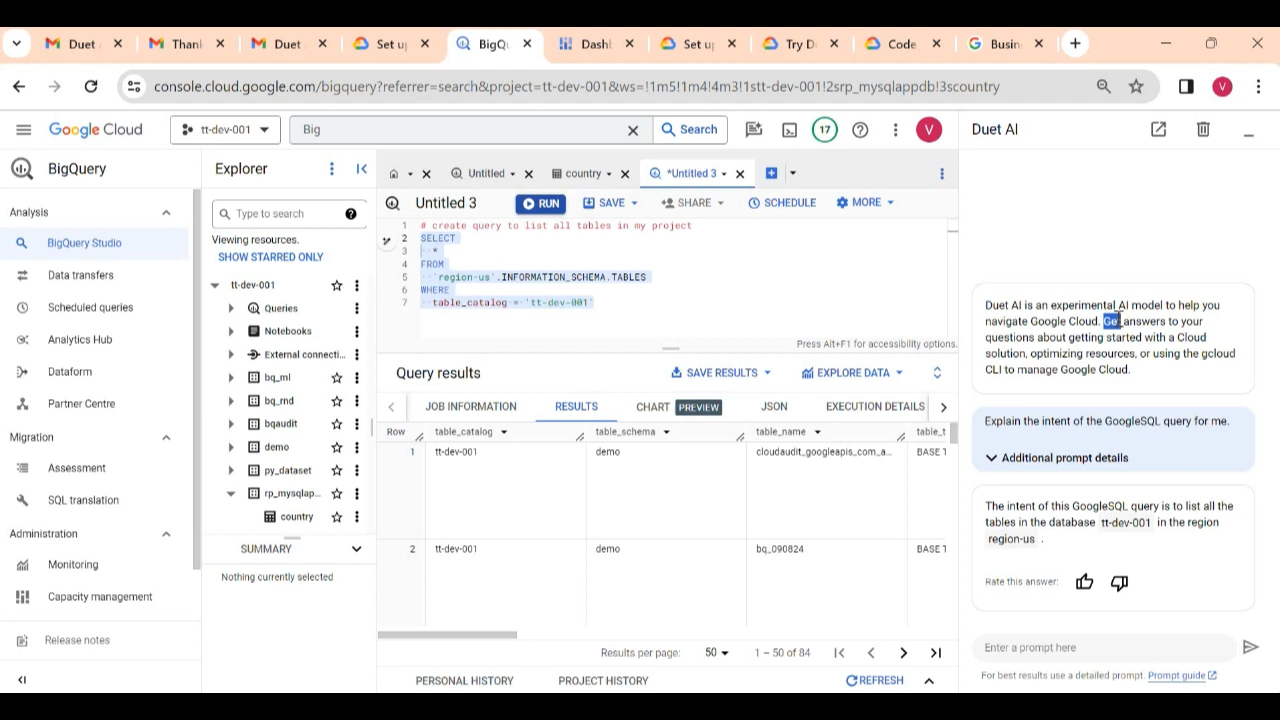 Duet
Than
Duet
Set u
BigQ
Dashl
Set u
Try D
Code
Busin
console.cloud.google.com/bigquery?referrer=search&project=tt-dev-001&ws=!1m5!1m4!4m3!1stt-dev-001!2srp_mysqlappdb!3scountry
V
Google Cloud
tt-dev-001
Big
Search
17
V
Duet AI
BigQuery
Explorer
Untitled
country
*Untitled 3
Analysis
BigQuery Studio
Data transfers
Scheduled queries
Analytics Hub
Dataform
Partner Centre
Migration
Assessment
SQL translation
Administration
Monitoring
Capacity management
Release notes
Type to search
Viewing resources.
SHOW STARRED ONLY
tt-dev-001
Queries
Notebooks
External connecti...
bq_ml
bq_rnd
bqaudit
demo
py_dataset
rp_mysqlap...
country
SUMMARY
Nothing currently selected
Untitled 3
RUN
SAVE
SHARE
SCHEDULE
MORE
1 # create query to list all tables in my project
2 SELECT
3 *
4 FROM
5 `region-us`.INFORMATION_SCHEMA.TABLES
6 WHERE
7 table_catalog = 'tt-dev-001'
Press Alt+F1 for accessibility options.
Query results
SAVE RESULTS
EXPLORE DATA
JOB INFORMATION
RESULTS
CHART PREVIEW
JSON
EXECUTION DETAILS
Row table_catalog table_schema table_name table_t
1 tt-dev-001 demo cloudaudit_googleapis_com_a... BASE T
2 tt-dev-001 demo bq_090824 BASE T
Results per page: 50 1 – 50 of 84
PERSONAL HISTORY
PROJECT HISTORY
REFRESH
Duet AI is an experimental AI model to help you
navigate Google Cloud. Get answers to your
questions about getting started with a Cloud
solution, optimizing resources, or using the gcloud
CLI to manage Google Cloud.
Explain the intent of the GoogleSQL query for me.
Additional prompt details
The intent of this GoogleSQL query is to list all the
tables in the database tt-dev-001 in the region
region-us .
Rate this answer:
Enter a prompt here
For best results use a detailed prompt. Prompt guide